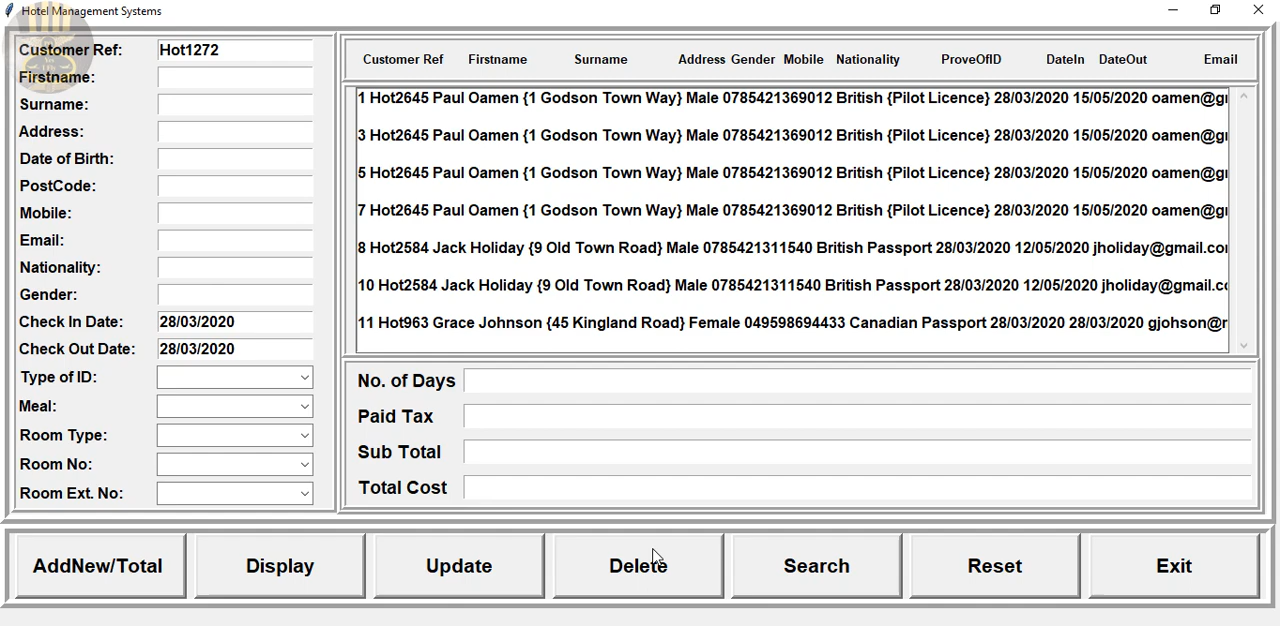 Hotel Management Systems
Customer Ref: Hot1272
Firstname:
Surname:
Address:
Date of Birth:
PostCode:
Mobile:
Email:
Nationality:
Gender:
Check In Date: 28/03/2020
Check Out Date: 28/03/2020
Type of ID:
Meal:
Room Type:
Room No:
Room Ext. No:
Customer Ref Firstname Surname Address Gender Mobile Nationality ProveOfID DateIn DateOut Email
1 Hot2645 Paul Oamen {1 Godson Town Way} Male 0785421369012 British {Pilot Licence} 28/03/2020 15/05/2020 oamen@g
3 Hot2645 Paul Oamen {1 Godson Town Way} Male 0785421369012 British {Pilot Licence} 28/03/2020 15/05/2020 oamen@g
5 Hot2645 Paul Oamen {1 Godson Town Way} Male 0785421369012 British {Pilot Licence} 28/03/2020 15/05/2020 oamen@g
7 Hot2645 Paul Oamen {1 Godson Town Way} Male 0785421369012 British {Pilot Licence} 28/03/2020 15/05/2020 oamen@g
8 Hot2584 Jack Holiday {9 Old Town Road} Male 0785421311540 British Passport 28/03/2020 12/05/2020 jholiday@gmail.co
10 Hot2584 Jack Holiday {9 Old Town Road} Male 0785421311540 British Passport 28/03/2020 12/05/2020 jholiday@gmail.c
11 Hot963 Grace Johnson {45 Kingland Road} Female 049598694433 Canadian Passport 28/03/2020 28/03/2020 gjohson@
No. of Days
Paid Tax
Sub Total
Total Cost
AddNew/Total Display Update Delete Search Reset Exit